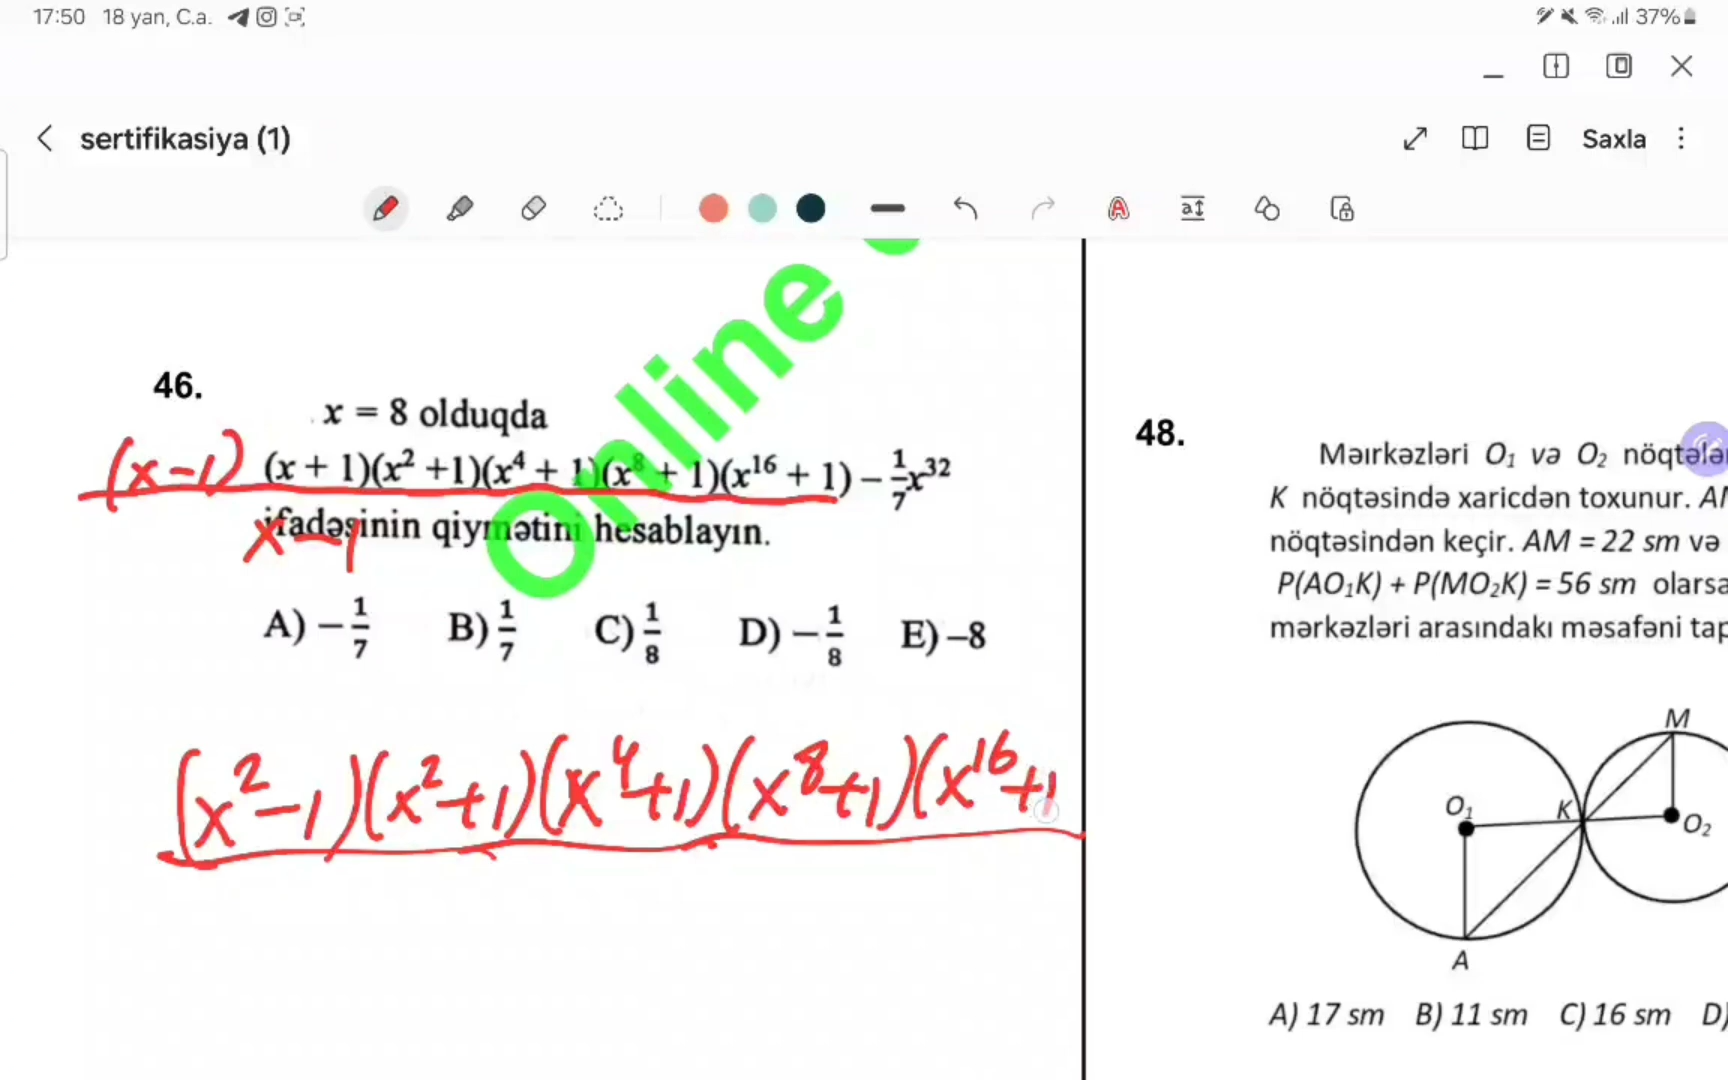 17:50 18 yan, C.a. 37%
sertifikasiya (1)
Saxla
Online
46.
x = 8 olduqda
(x−1) (x + 1)(x² +1)(x⁴ + 1)(x⁸ + 1)(x¹⁶ + 1) − 1/7 x³²
x−1
ifadəsinin qiymətini hesablayın.
A) − 1/7 B) 1/7 C) 1/8 D) − 1/8 E) −8
(x²−1)(x²+1)(x⁴+1)(x⁸+1)(x¹⁶+1
48.
Məırkəzləri O₁ və O₂
K nöqtəsində xaricdən toxunur.
nöqtəsindən keçir. AM = 22 sm və
P(AO₁K) + P(MO₂K) = 56 sm
mərkəzləri arasındakı məsafəni
M
O₁
K
O₂
A
A) 17 sm B) 11 sm C) 16 sm D)